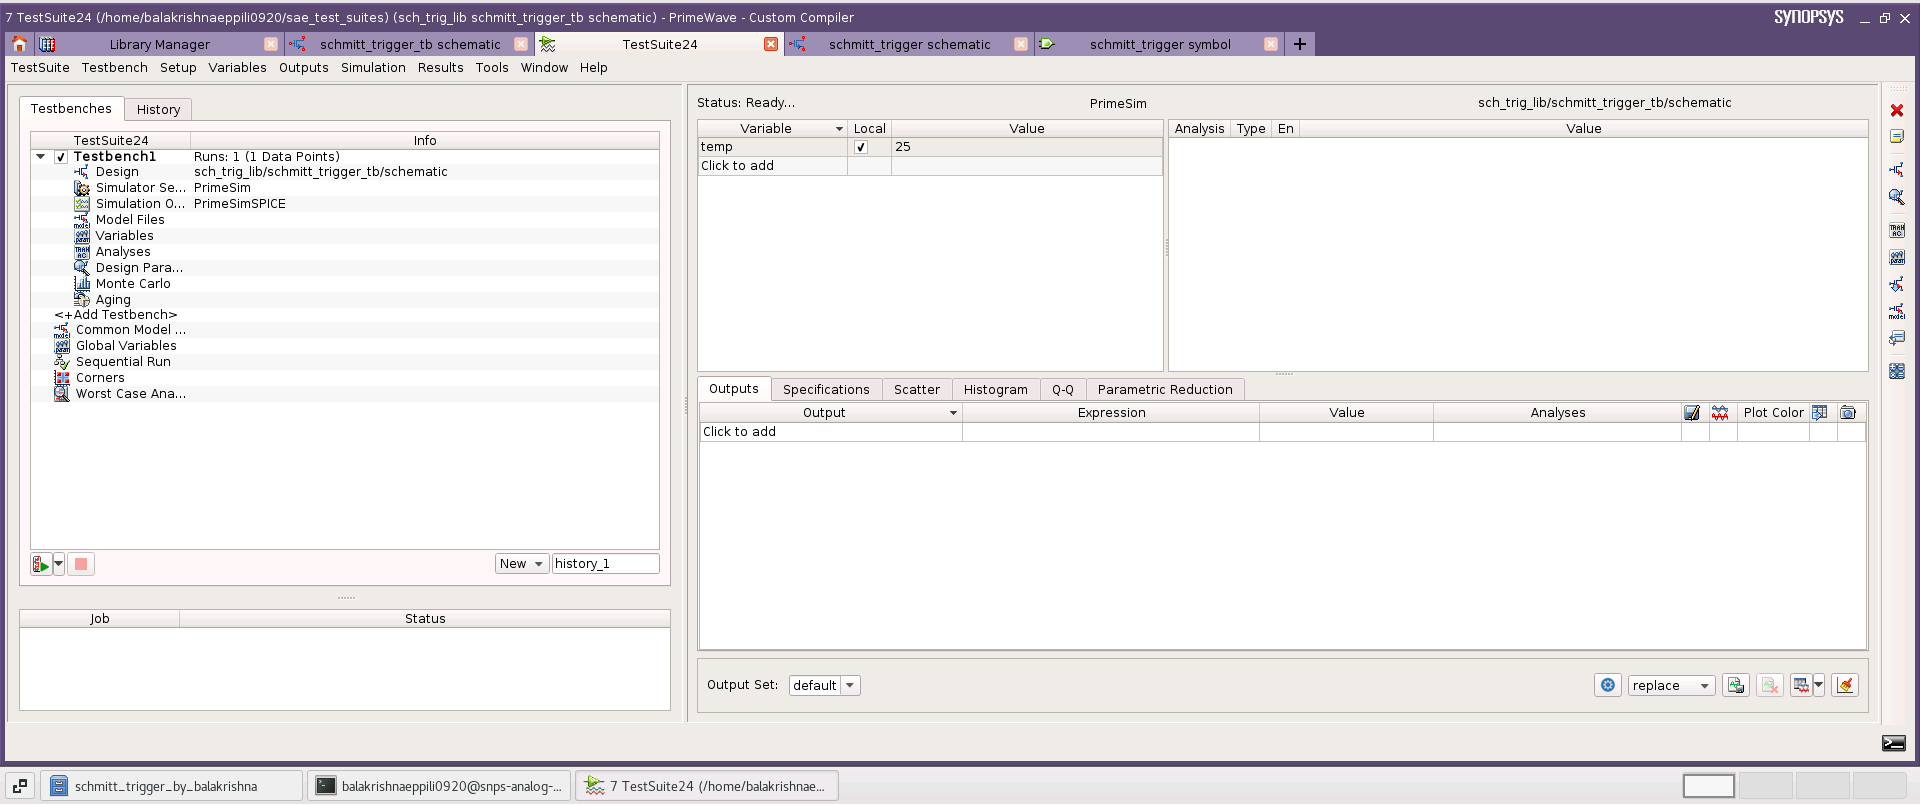 7 TestSuite24 (/home/balakrishnaeppili0920/sae_test_suites) (sch_trig_lib schmitt_trigger_tb schematic) - PrimeWave - Custom Compiler
SYNOPSYS
Library Manager
schmitt_trigger_tb schematic
TestSuite24
schmitt_trigger schematic
schmitt_trigger symbol
TestSuite Testbench Setup Variables Outputs Simulation Results Tools Window Help
Testbenches
History
TestSuite24 Info
Testbench1 Runs: 1 (1 Data Points)
Design sch_trig_lib/schmitt_trigger_tb/schematic
Simulator Se... PrimeSim
Simulation O... PrimeSimSPICE
Model Files
Variables
Analyses
Design Para...
Monte Carlo
Aging
<+Add Testbench>
Common Model ...
Global Variables
Sequential Run
Corners
Worst Case Ana...
New
history_1
Job Status
Status: Ready... PrimeSim sch_trig_lib/schmitt_trigger_tb/schematic
Variable Local Value
temp 25
Click to add
Analysis Type En Value
Outputs Specifications Scatter Histogram Q-Q Parametric Reduction
Output Expression Value Analyses Plot Color
Click to add
Output Set: default
replace
schmitt_trigger_by_balakrishna
balakrishnaeppili0920@snps-analog-...
7 TestSuite24 (/home/balakrishnae...